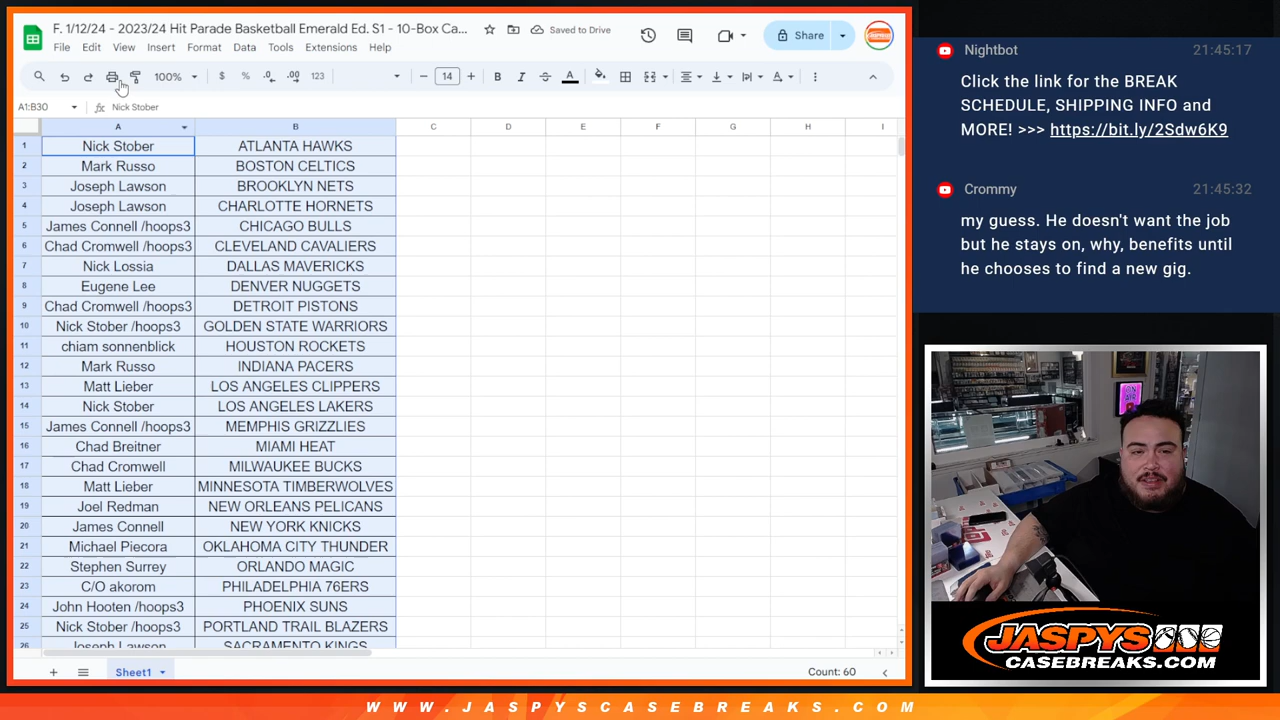 F. 1/12/24 - 2023/24 Hit Parade Basketball Emerald Ed. S1 - 10-Box Ca...
Saved to Drive
Share
File Edit View Insert Format Data Tools Extensions Help
100% $ % .0 .00 123 14
A1:B30 fx Nick Stober
A B C D E F G H I
1 Nick Stober ATLANTA HAWKS
2 Mark Russo BOSTON CELTICS
3 Joseph Lawson BROOKLYN NETS
4 Joseph Lawson CHARLOTTE HORNETS
5 James Connell /hoops3 CHICAGO BULLS
6 Chad Cromwell /hoops3 CLEVELAND CAVALIERS
7 Nick Lossia DALLAS MAVERICKS
8 Eugene Lee DENVER NUGGETS
9 Chad Cromwell /hoops3 DETROIT PISTONS
10 Nick Stober /hoops3 GOLDEN STATE WARRIORS
11 chiam sonnenblick HOUSTON ROCKETS
12 Mark Russo INDIANA PACERS
13 Matt Lieber LOS ANGELES CLIPPERS
14 Nick Stober LOS ANGELES LAKERS
15 James Connell /hoops3 MEMPHIS GRIZZLIES
16 Chad Breitner MIAMI HEAT
17 Chad Cromwell MILWAUKEE BUCKS
18 Matt Lieber MINNESOTA TIMBERWOLVES
19 Joel Redman NEW ORLEANS PELICANS
20 James Connell NEW YORK KNICKS
21 Michael Piecora OKLAHOMA CITY THUNDER
22 Stephen Surrey ORLANDO MAGIC
23 C/O akorom PHILADELPHIA 76ERS
24 John Hooten /hoops3 PHOENIX SUNS
25 Nick Stober /hoops3 PORTLAND TRAIL BLAZERS
26 Joseph Lawson SACRAMENTO KINGS
Sheet1
Count: 60
Nightbot 21:45:17
Click the link for the BREAK
SCHEDULE, SHIPPING INFO and
MORE! >>> https://bit.ly/2Sdw6K9
Crommy 21:45:32
my guess. He doesn't want the job
but he stays on, why, benefits until
he chooses to find a new gig.
ON AIR
JASPYS
CASEBREAKS.COM
WWW.JASPYSCASEBREAKS.COM